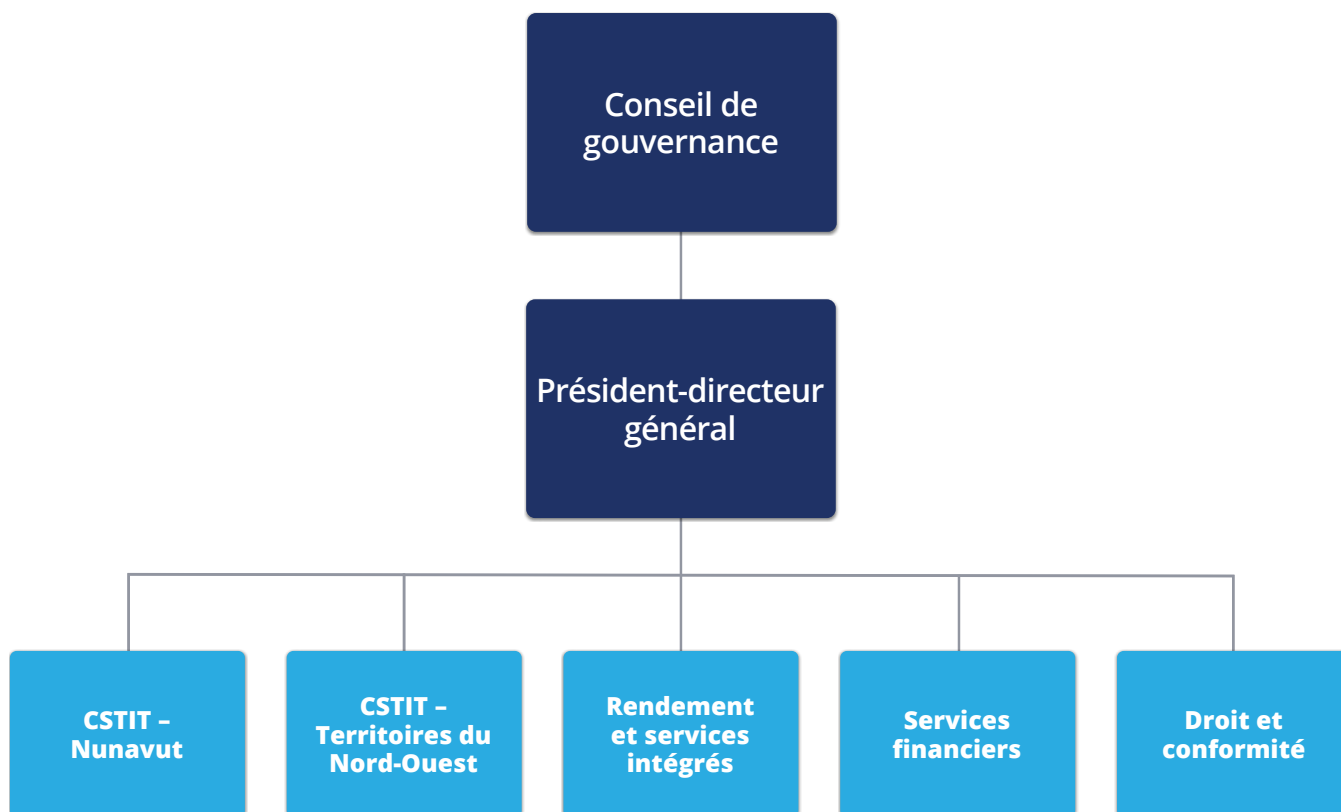 Conseil de
gouvernance
Président-directeur
général
CSTIT –
Nunavut
CSTIT –
Territoires du
Nord-Ouest
Rendement
et services
intégrés
Services
financiers
Droit et
conformité